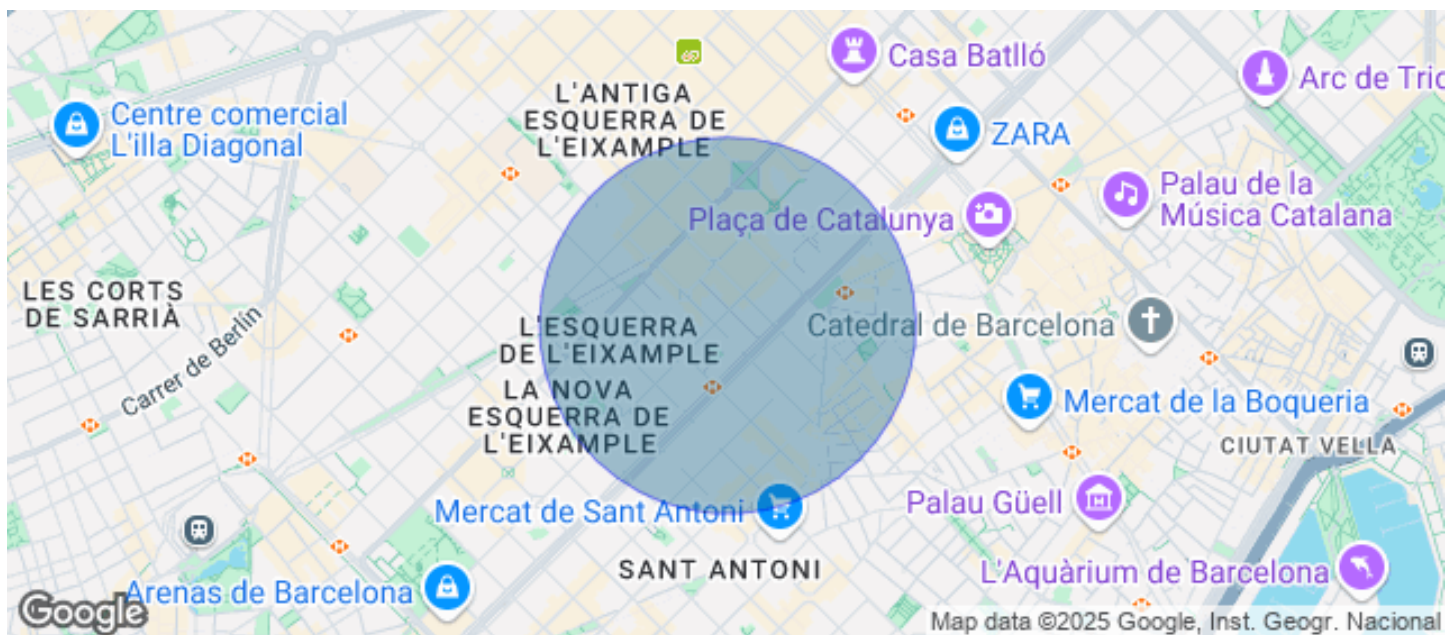 Casa Batlló
Arc de Tric
L'ANTIGA
ESQUERRA DE
L'EIXAMPLE
Centre comercial
L'illa Diagonal
ZARA
Palau de la
Música Catalana
Plaça de Catalunya
LES CORTS
DE SARRIÀ
Carrer de Berlín
L'ESQUERRA
DE L'EIXAMPLE
Catedral de Barcelona
LA NOVA
ESQUERRA DE
L'EIXAMPLE
Mercat de la Boqueria
CIUTAT VELLA
Mercat de Sant Antoni
Palau Güell
SANT ANTONI
L'Aquàrium de Barcelona
Arenas de Barcelona
Google
Map data ©2025 Google, Inst. Geogr. Nacional